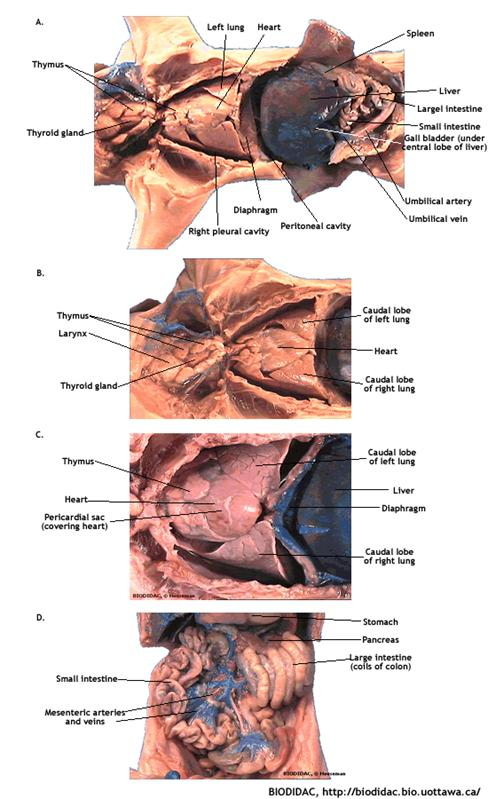 A.
Left lung
Heart
Spleen
Thymus
Liver
Largel intestine
Small intestine
Thyroid gland
Gall bladder (under
central lobe of liver)
Umbilical artery
Diaphragm
Umbilical vein
Right pleural cavity
Peritoneal cavity
B.
Thymus
Larynx
Thyroid gland
Caudal lobe
of left lung
Heart
Caudal lobe
of right lung
C.
Thymus
Heart
Pericardial sac
(covering heart)
Caudal lobe
of left lung
Liver
Diaphragm
Caudal lobe
of right lung
BIODIDAC, © Houseman
D.
Stomach
Pancreas
Large intestine
(coils of colon)
Small intestine
Mesenteric arteries
and veins
BIODIDAC, © Houseman
BIODIDAC, http://biodidac.bio.uottawa.ca/